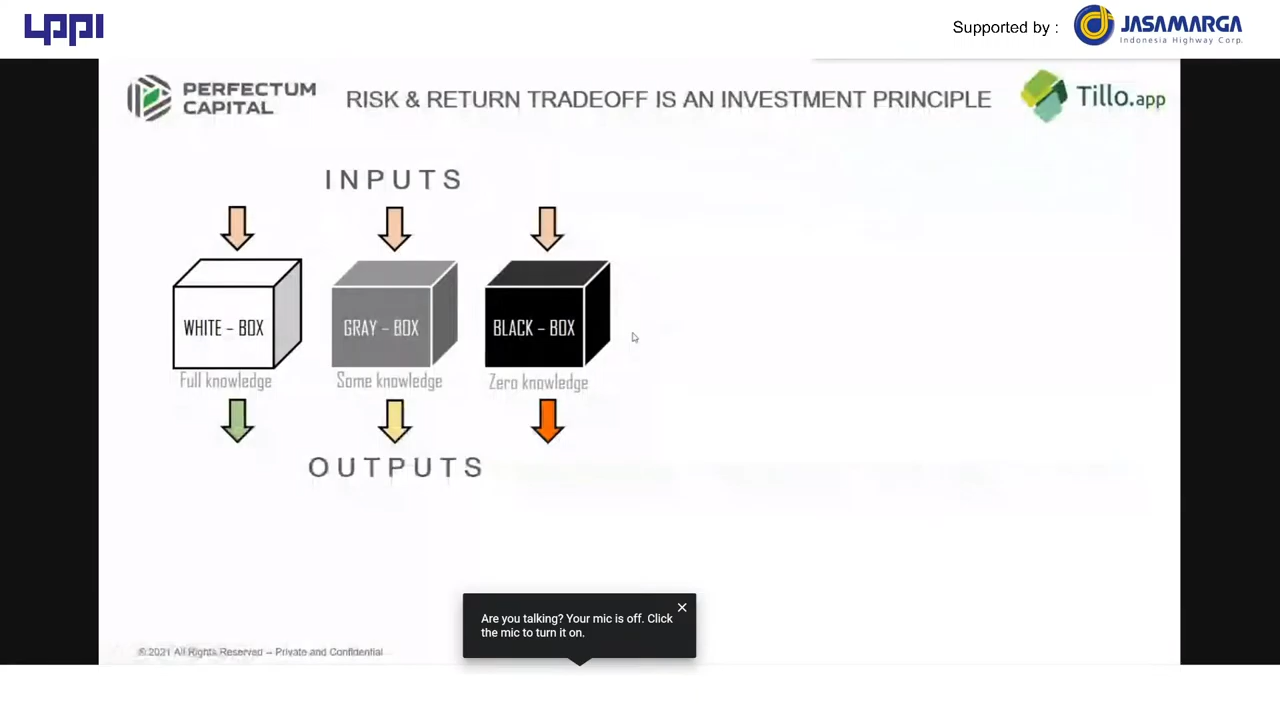 LPPI
Supported by :
JASAMARGA
Indonesia Highway Corp.
PERFECTUM
CAPITAL
RISK & RETURN TRADEOFF IS AN INVESTMENT PRINCIPLE
Tillo.app
INPUTS
WHITE – BOX
GRAY – BOX
BLACK – BOX
Full knowledge
Some knowledge
Zero knowledge
OUTPUTS
Are you talking? Your mic is off. Click
the mic to turn it on.
© 2021 All Rights Reserved – Private and Confidential